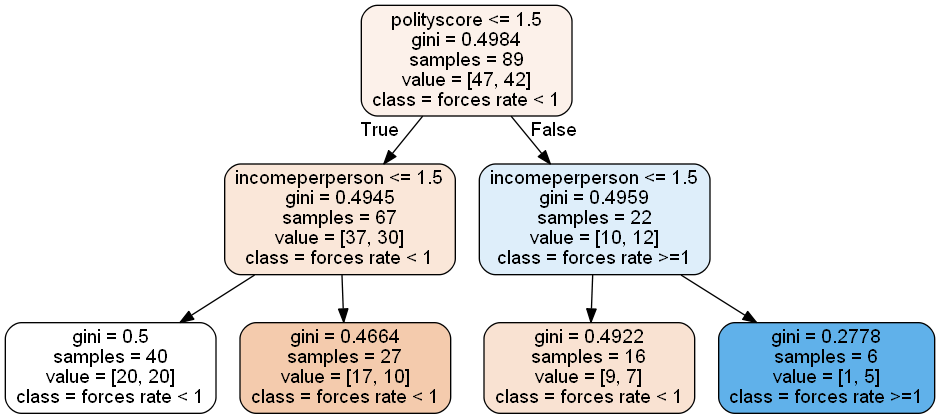 polityscore <= 1.5
gini = 0.4984
samples = 89
value = [47, 42]
class = forces rate < 1
True
False
incomeperperson <= 1.5
gini = 0.4945
samples = 67
value = [37, 30]
class = forces rate < 1
incomeperperson <= 1.5
gini = 0.4959
samples = 22
value = [10, 12]
class = forces rate >=1
gini = 0.5
samples = 40
value = [20, 20]
class = forces rate < 1
gini = 0.4664
samples = 27
value = [17, 10]
class = forces rate < 1
gini = 0.4922
samples = 16
value = [9, 7]
class = forces rate < 1
gini = 0.2778
samples = 6
value = [1, 5]
class = forces rate >=1